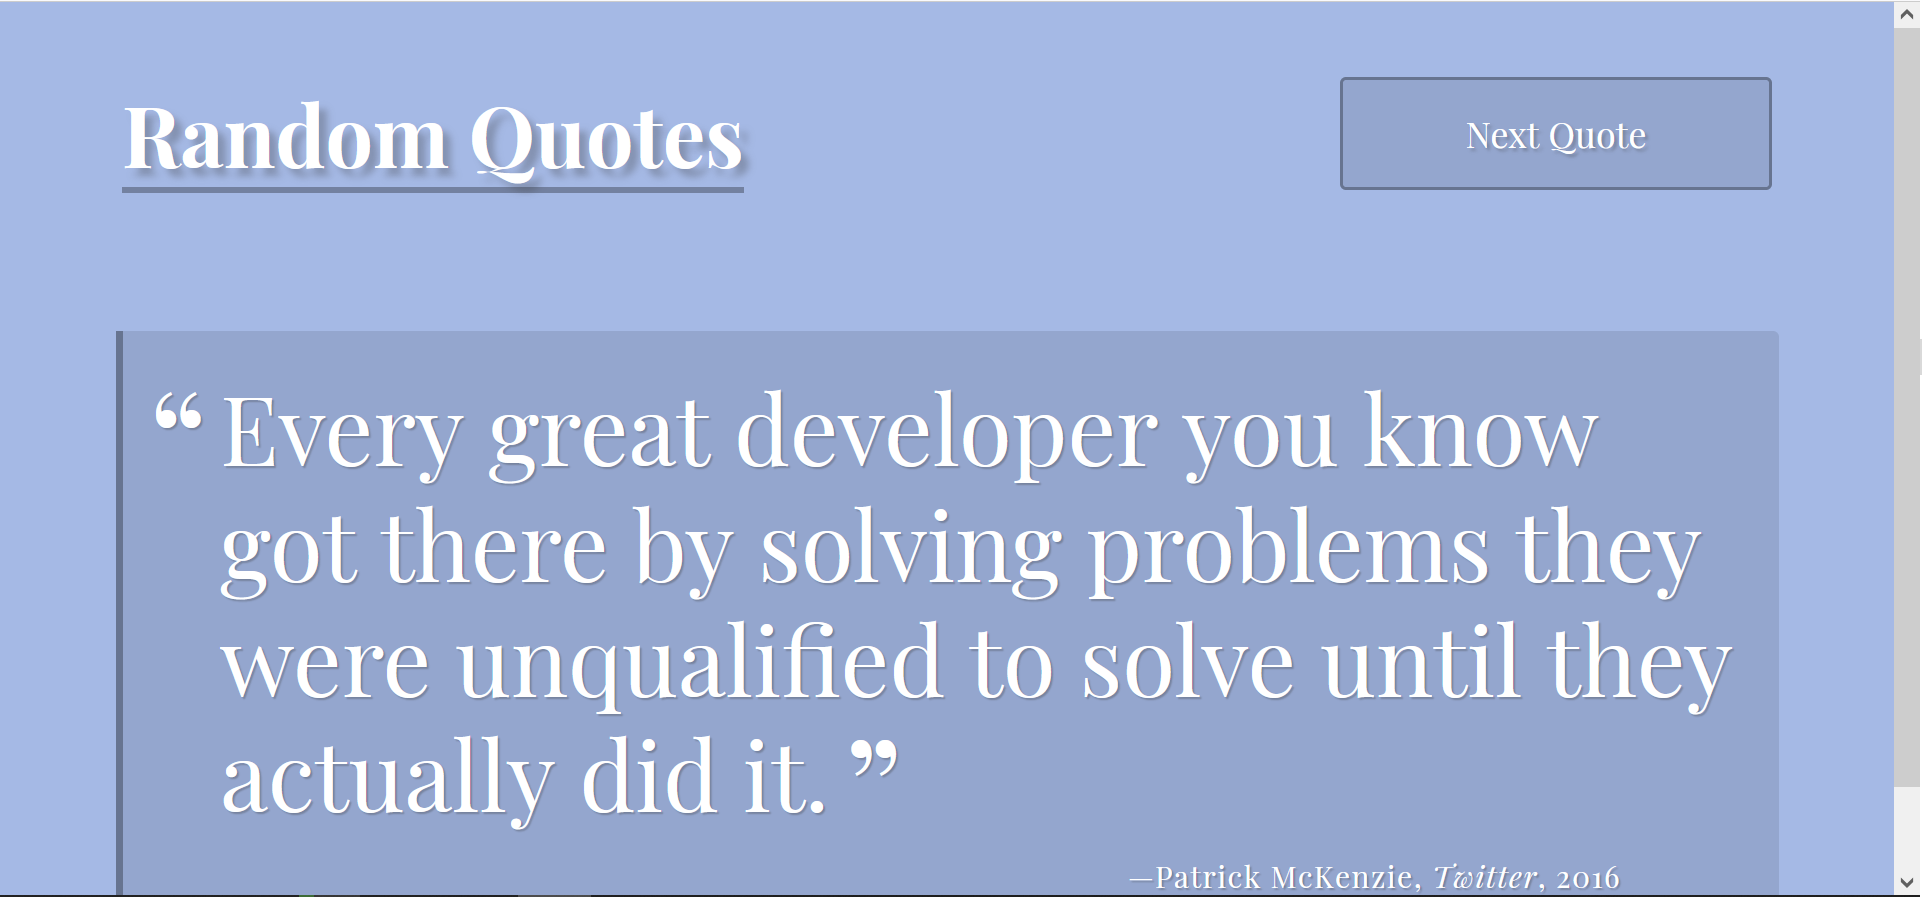 Random Quotes
Next Quote
“Every great developer you know
got there by solving problems they
were unqualified to solve until they
actually did it. ”
—Patrick McKenzie, Twitter, 2016